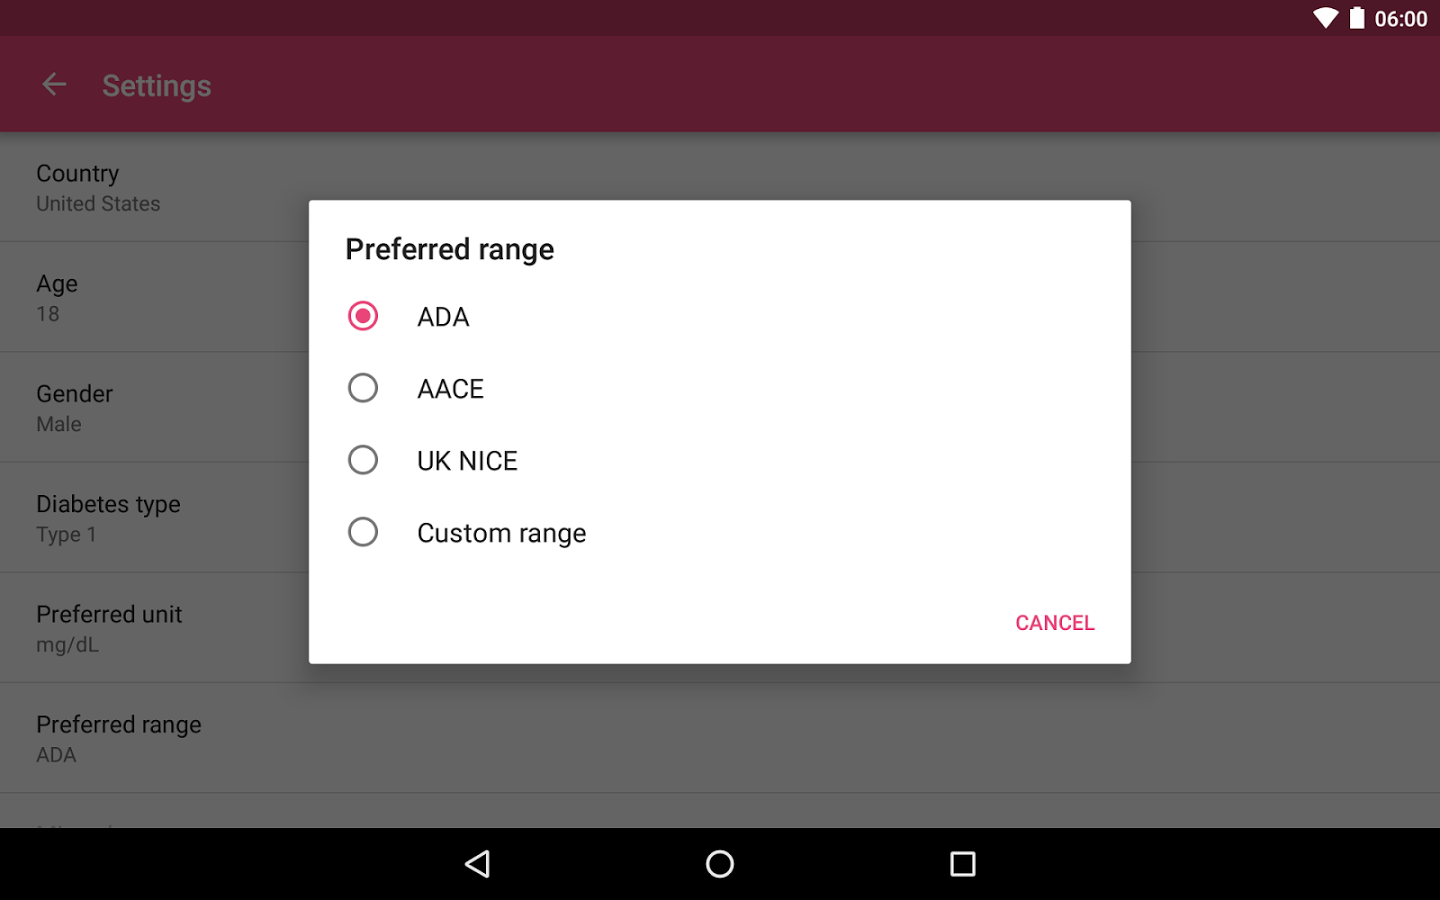 06:00
Settings
Country
United States
Age
18
Gender
Male
Diabetes type
Type 1
Preferred unit
mg/dL
Preferred range
ADA
Preferred range
ADA
AACE
UK NICE
Custom range
CANCEL